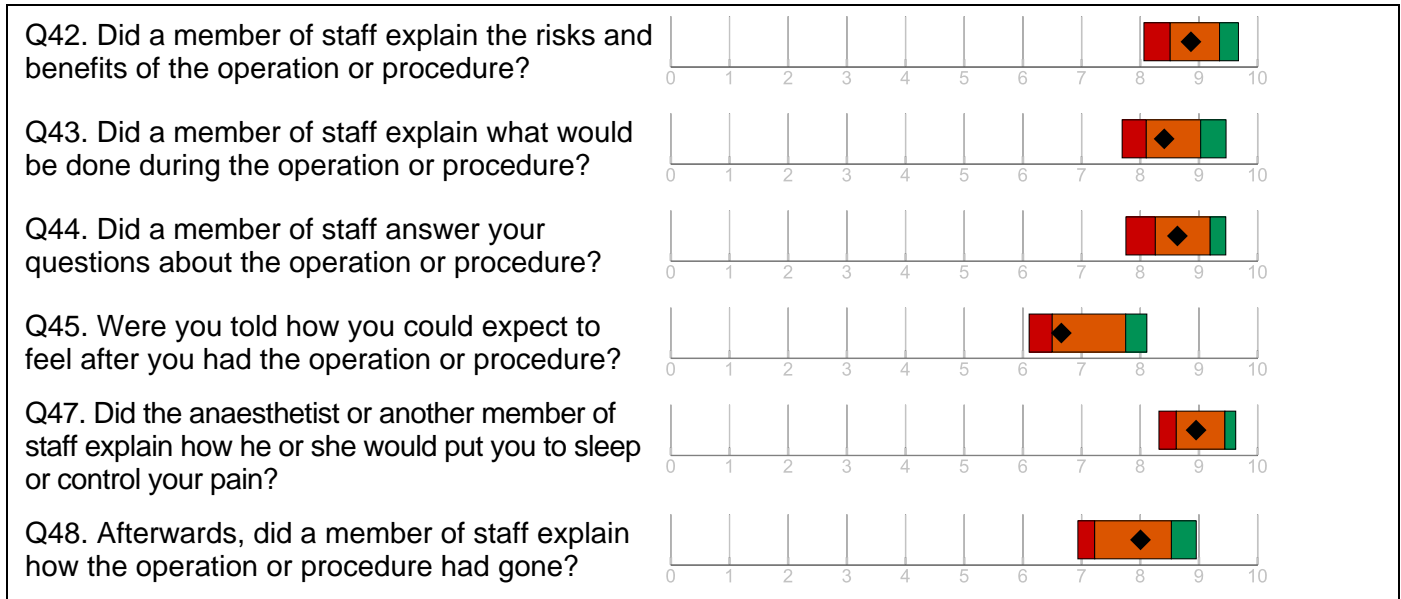 Q42. Did a member of staff explain the risks and
benefits of the operation or procedure?
0 1 2 3 4 5 6 7 8 9 10
Q43. Did a member of staff explain what would
be done during the operation or procedure?
0 1 2 3 4 5 6 7 8 9 10
Q44. Did a member of staff answer your
questions about the operation or procedure?
0 1 2 3 4 5 6 7 8 9 10
Q45. Were you told how you could expect to
feel after you had the operation or procedure?
0 1 2 3 4 5 6 7 8 9 10
Q47. Did the anaesthetist or another member of
staff explain how he or she would put you to sleep
or control your pain?
0 1 2 3 4 5 6 7 8 9 10
Q48. Afterwards, did a member of staff explain
how the operation or procedure had gone?
0 1 2 3 4 5 6 7 8 9 10